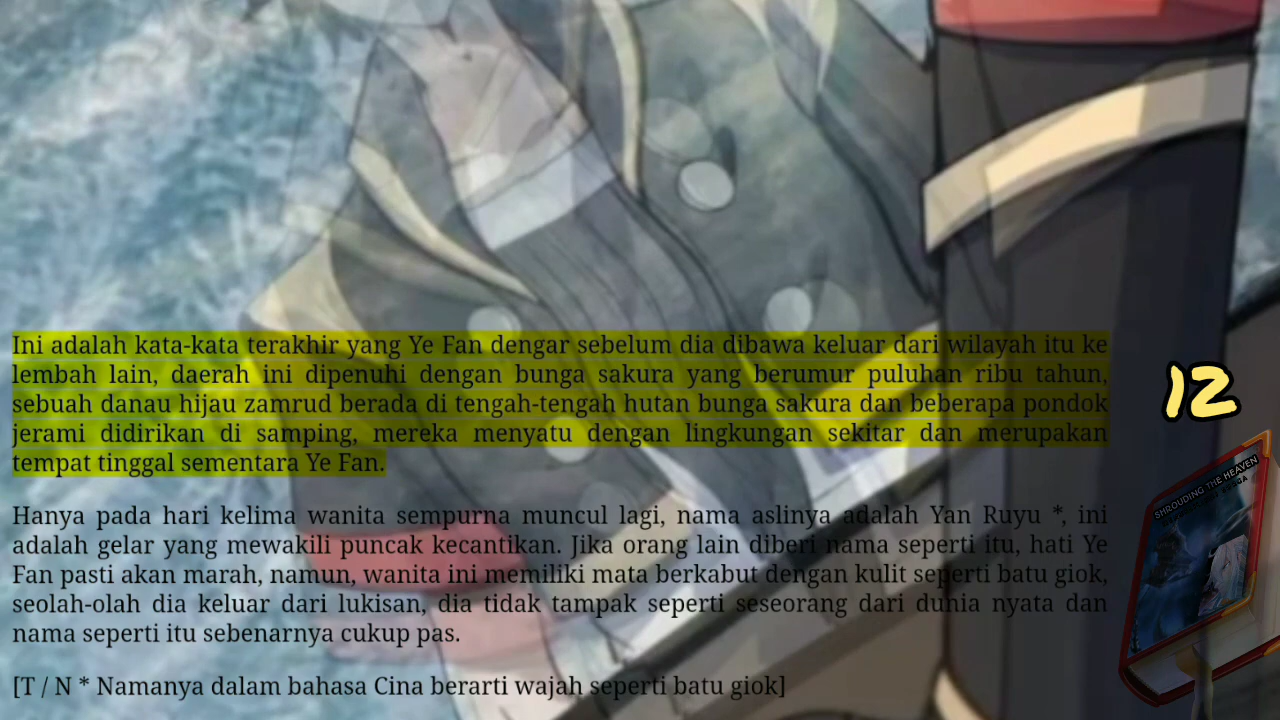 Ini adalah kata-kata terakhir yang Ye Fan dengar sebelum dia dibawa keluar dari wilayah itu ke
lembah lain, daerah ini dipenuhi dengan bunga sakura yang berumur puluhan ribu tahun,
sebuah danau hijau zamrud berada di tengah-tengah hutan bunga sakura dan beberapa pondok
jerami didirikan di samping, mereka menyatu dengan lingkungan sekitar dan merupakan
tempat tinggal sementara Ye Fan.
Hanya pada hari kelima wanita sempurna muncul lagi, nama aslinya adalah Yan Ruyu *, ini
adalah gelar yang mewakili puncak kecantikan. Jika orang lain diberi nama seperti itu, hati Ye
Fan pasti akan marah, namun, wanita ini memiliki mata berkabut dengan kulit seperti batu giok,
seolah-olah dia keluar dari lukisan, dia tidak tampak seperti seseorang dari dunia nyata dan
nama seperti itu sebenarnya cukup pas.
[T / N * Namanya dalam bahasa Cina berarti wajah seperti batu giok]
12
SHROUDING THE HEAVEN